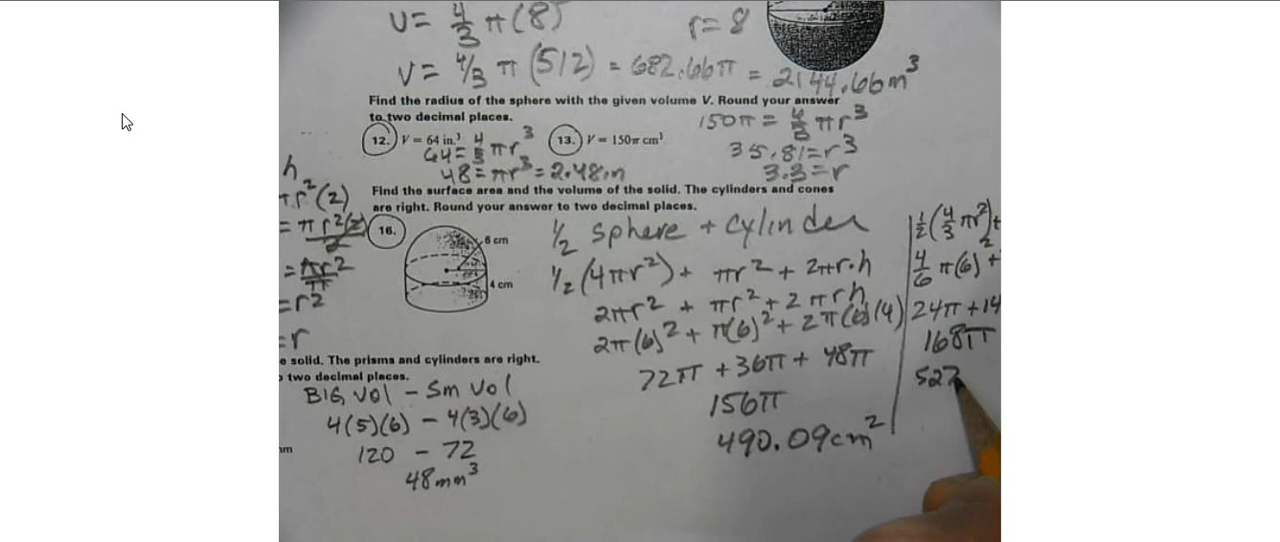 V = 4/3 π(8)
r = 8
V = 4/3 π (512) = 682.66π = 2144.66m³
Find the radius of the sphere with the given volume V. Round your answer
to two decimal places.
150π = 4/3 πr³
12. V = 64 in.³
13. V = 150π cm³
64 = 4/3 πr³
35.81 = r³
48 = πr³ = 2.48in
3.3 = r
h
πr²(2)
= πr²(2)/2
= πr²/π
= r²
= r
Find the surface area and the volume of the solid. The cylinders and cones
are right. Round your answer to two decimal places.
16.
6 cm
4 cm
1/2 sphere + cylinder
1/2 (4πr²) + πr² + 2πr·h
2πr² + πr² + 2πrh
2π(6)² + π(6)² + 2π(6)(4)
72π + 36π + 48π
156π
490.09cm²
1/2(4/3 πr²)+
4/6 π(6)²+
24π + 14
168π
527
e solid. The prisms and cylinders are right.
two decimal places.
BIG VOl - Sm Vol
4(5)(6) - 4(3)(6)
120 - 72
48mm³
mm